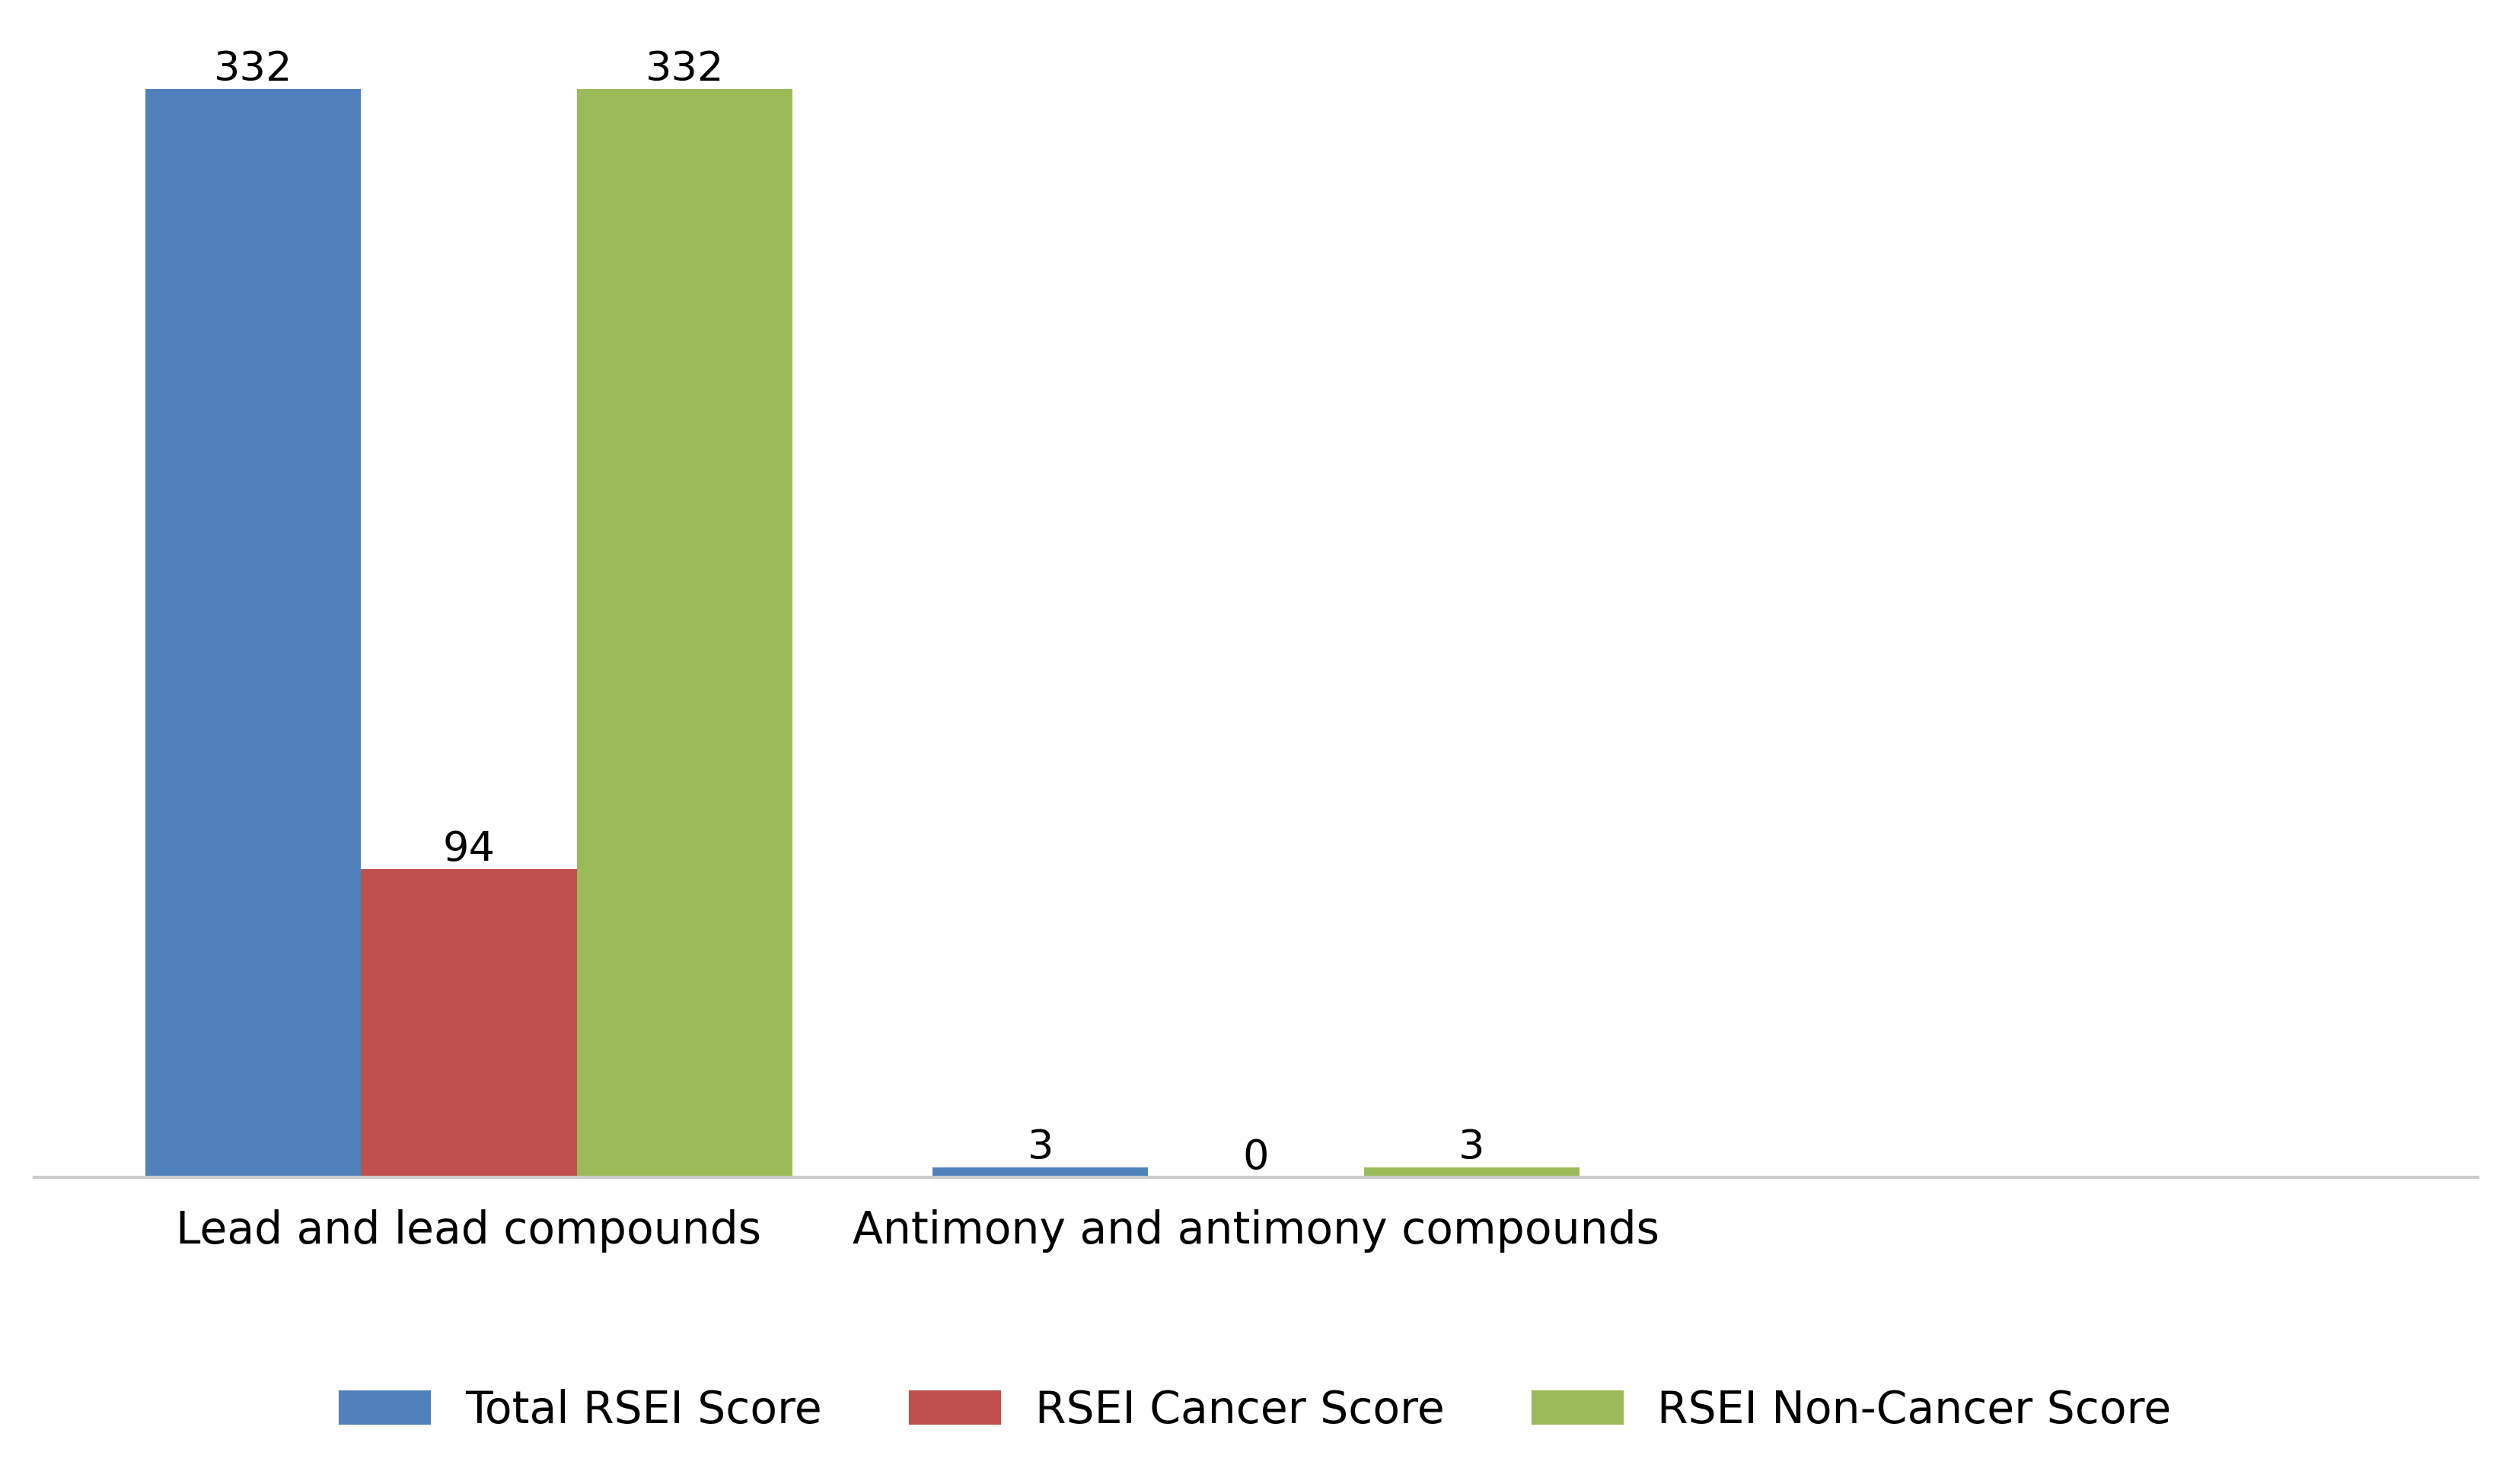 332
332
94
3
0
3
Lead and lead compounds
Antimony and antimony compounds
Total RSEI Score
RSEI Cancer Score
RSEI Non-Cancer Score